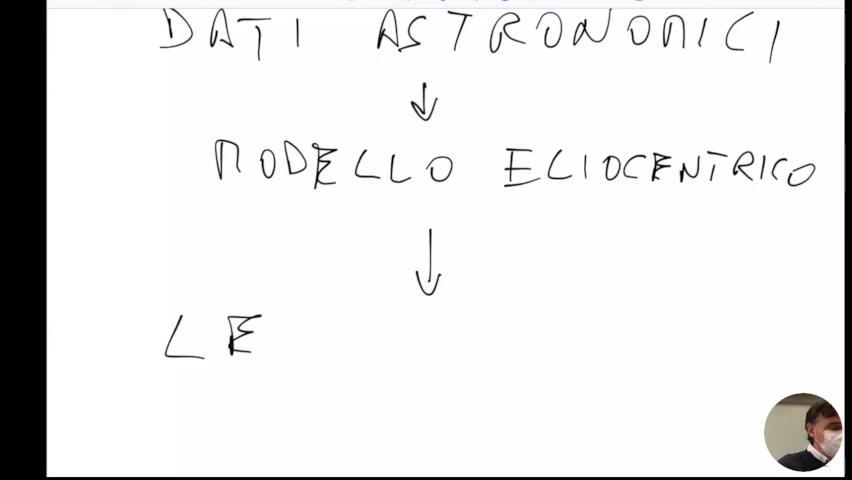 DATI ASTRONOMICI
↓
MODELLO ELIOCENTRICO
↓
LE